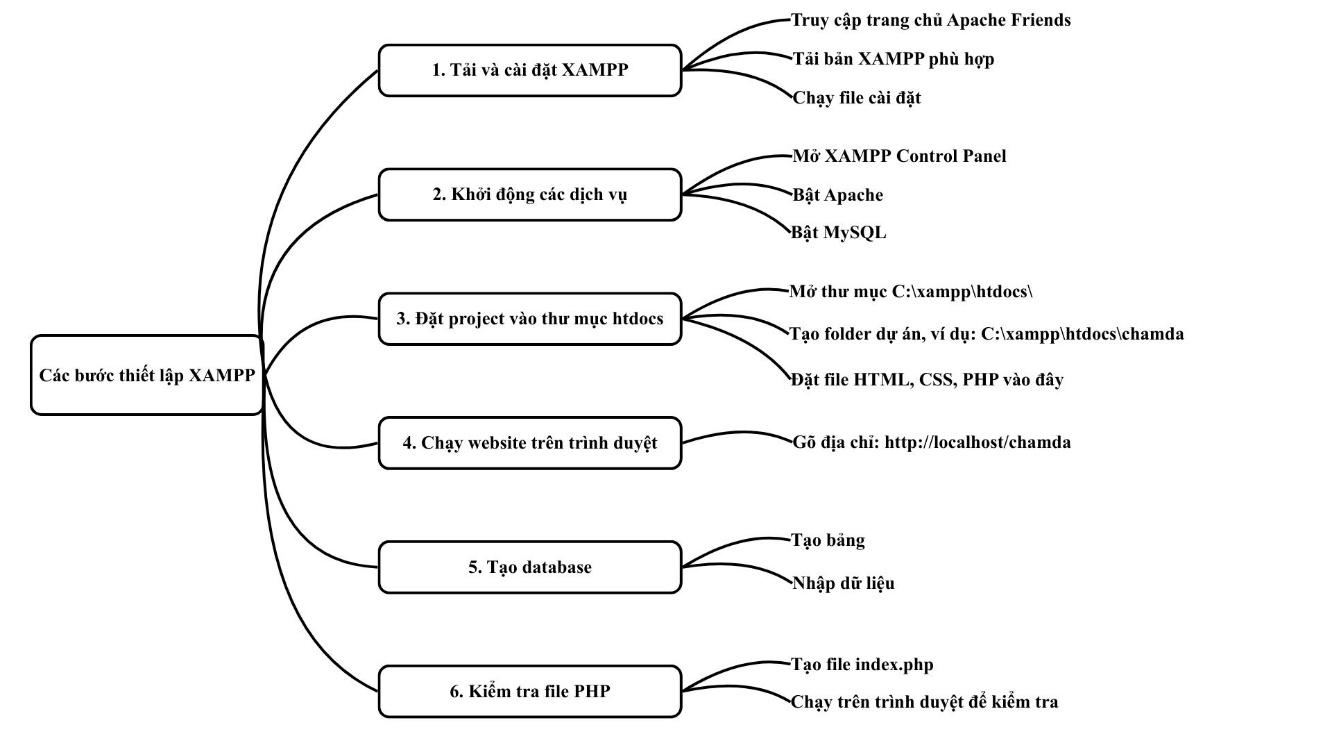 Các bước thiết lập XAMPP
1. Tải và cài đặt XAMPP
Truy cập trang chủ Apache Friends
Tải bản XAMPP phù hợp
Chạy file cài đặt
2. Khởi động các dịch vụ
Mở XAMPP Control Panel
Bật Apache
Bật MySQL
3. Đặt project vào thư mục htdocs
Mở thư mục C:\xampp\htdocs\
Tạo folder dự án, ví dụ: C:\xampp\htdocs\chamda
Đặt file HTML, CSS, PHP vào đây
4. Chạy website trên trình duyệt
Gõ địa chỉ: http://localhost/chamda
5. Tạo database
Tạo bảng
Nhập dữ liệu
6. Kiểm tra file PHP
Tạo file index.php
Chạy trên trình duyệt để kiểm tra